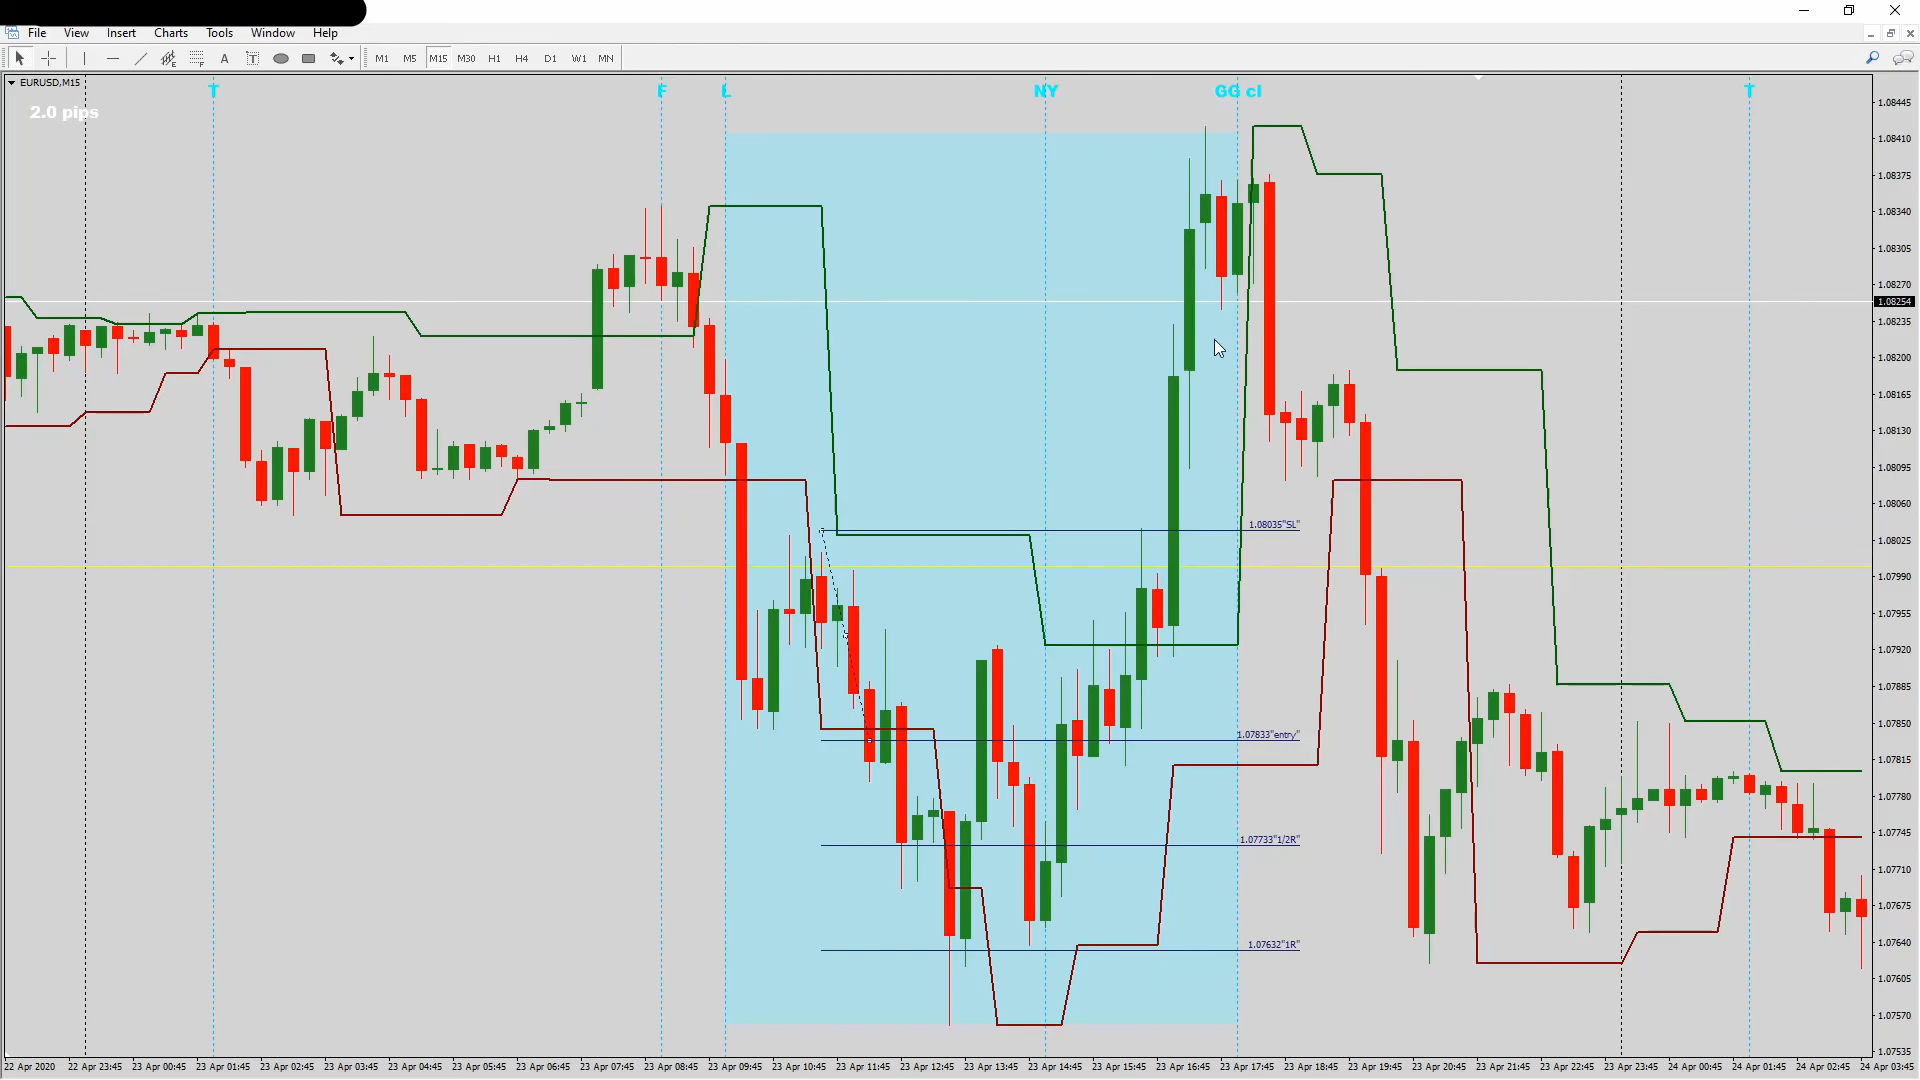 File View Insert Charts Tools Window Help
A T M1 M5 M15 M30 H1 H4 D1 W1 MN
EURUSD,M15
2.0 pips
T F L NY GG cl T
1.08445
1.08410
1.08375
1.08340
1.08305
1.08270
1.08254
1.08235
1.08200
1.08165
1.08130
1.08095
1.08060
1.08025
1.07990
1.07955
1.07920
1.07885
1.07850
1.07815
1.07780
1.07745
1.07710
1.07675
1.07640
1.07605
1.07570
1.07535
1.08035"SL"
1.07833"entry"
1.07733"1/2R"
1.07632"1R"
22 Apr 2020 22 Apr 23:45 23 Apr 00:45 23 Apr 01:45 23 Apr 02:45 23 Apr 03:45 23 Apr 04:45 23 Apr 05:45 23 Apr 06:45 23 Apr 07:45 23 Apr 08:45 23 Apr 09:45 23 Apr 10:45 23 Apr 11:45 23 Apr 12:45 23 Apr 13:45 23 Apr 14:45 23 Apr 15:45 23 Apr 16:45 23 Apr 17:45 23 Apr 18:45 23 Apr 19:45 23 Apr 20:45 23 Apr 21:45 23 Apr 22:45 23 Apr 23:45 24 Apr 00:45 24 Apr 01:45 24 Apr 02:45 24 Apr 03:45